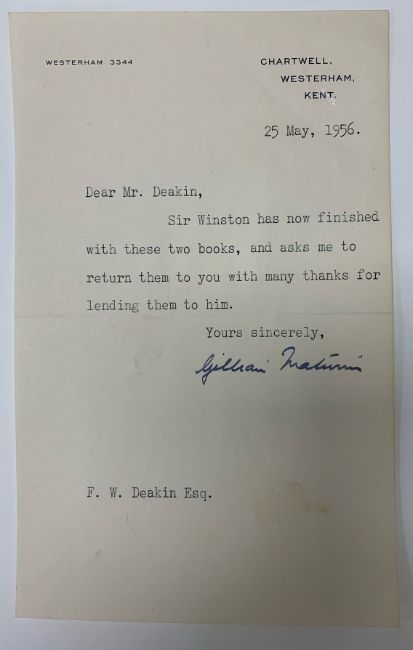 WESTERHAM 3344
CHARTWELL,
WESTERHAM,
KENT.
25 May, 1956.
Dear Mr. Deakin,
Sir Winston has now finished
with these two books, and asks me to
return them to you with many thanks for
lending them to him.
Yours sincerely,
Gillian Maturin
F. W. Deakin Esq.